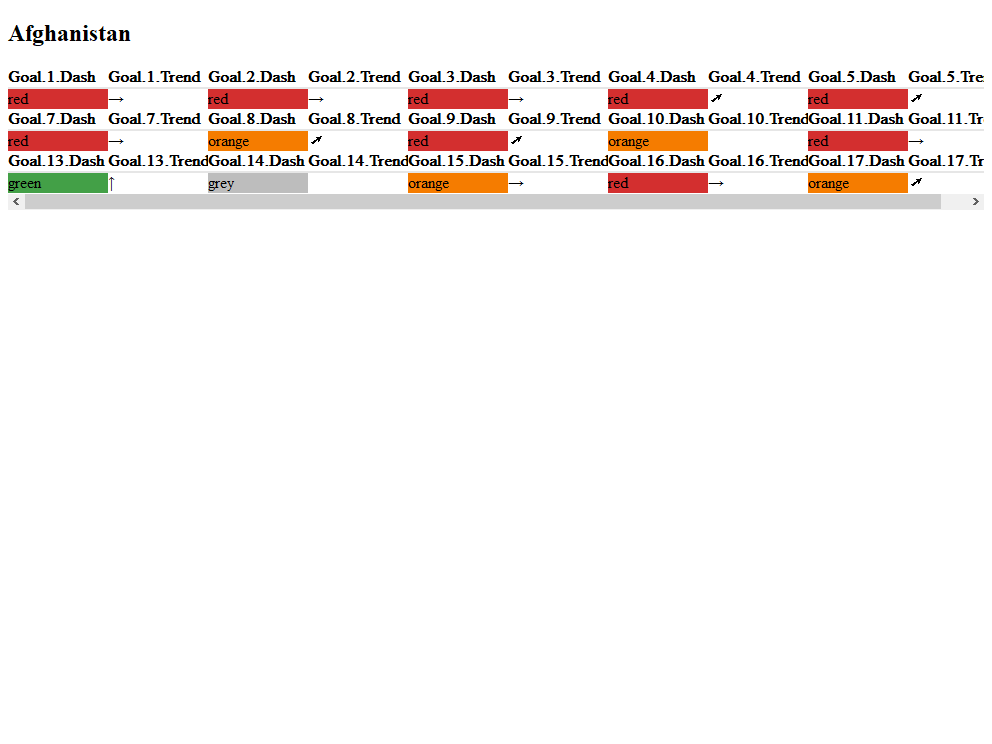 Afghanistan
Goal.1.Dash Goal.1.Trend Goal.2.Dash Goal.2.Trend Goal.3.Dash Goal.3.Trend Goal.4.Dash Goal.4.Trend Goal.5.Dash Goal.5.Tre
red → red → red → red ↗ red ↗
Goal.7.Dash Goal.7.Trend Goal.8.Dash Goal.8.Trend Goal.9.Dash Goal.9.Trend Goal.10.Dash Goal.10.Trend Goal.11.Dash Goal.11.Tr
red → orange ↗ red ↗ orange red →
Goal.13.Dash Goal.13.Trend Goal.14.Dash Goal.14.Trend Goal.15.Dash Goal.15.Trend Goal.16.Dash Goal.16.Trend Goal.17.Dash Goal.17.Tr
green ↑ grey orange → red → orange ↗